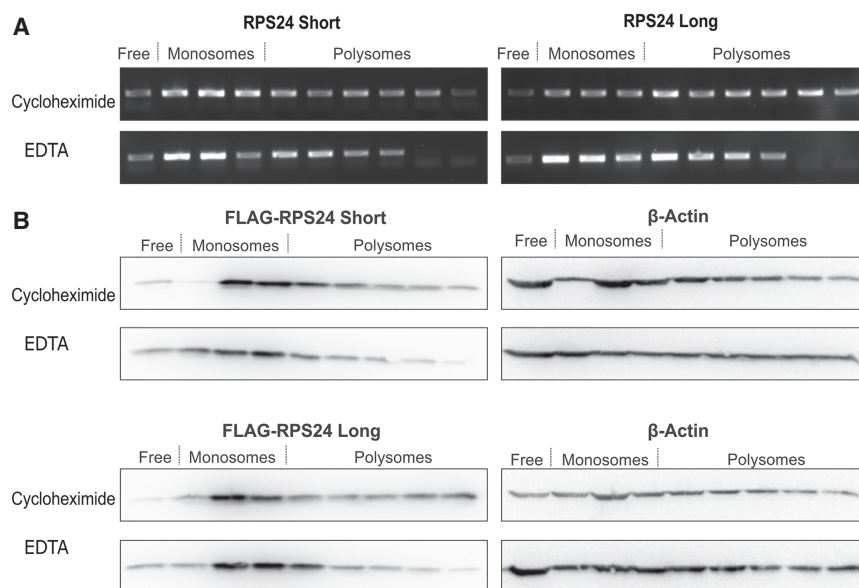 A
RPS24 Short
RPS24 Long
Free Monosomes Polysomes
Free Monosomes Polysomes
Cycloheximide
EDTA
B
FLAG-RPS24 Short
β-Actin
Free Monosomes Polysomes
Free Monosomes Polysomes
Cycloheximide
EDTA
FLAG-RPS24 Long
β-Actin
Free Monosomes Polysomes
Free Monosomes Polysomes
Cycloheximide
EDTA